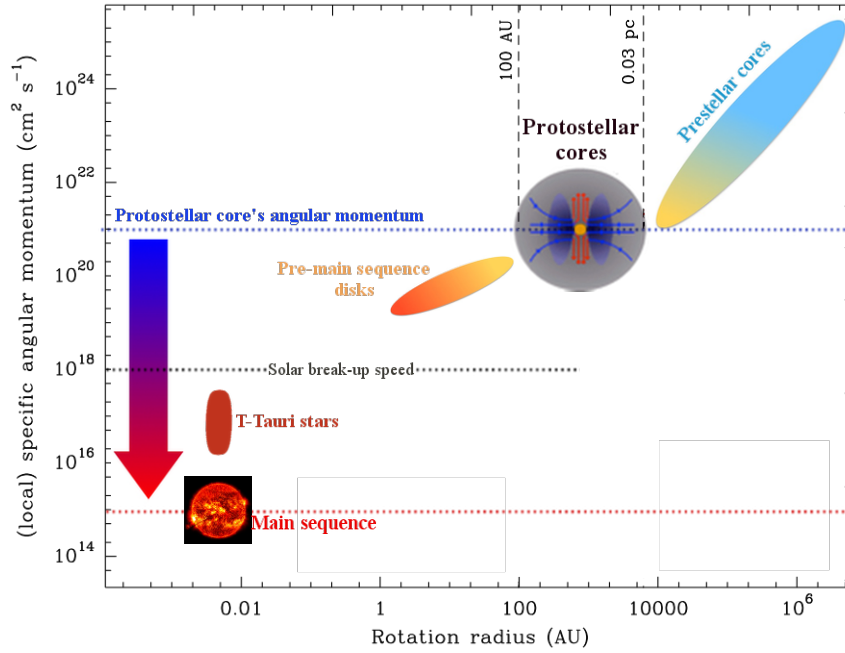 100 AU
0.03 pc
Prestellar cores
Protostellar
cores
Protostellar core's angular momentum
Pre-main sequence
disks
Solar break-up speed
T-Tauri stars
Main sequence
(local) specific angular momentum (cm² s⁻¹)
10²⁴
10²²
10²⁰
10¹⁸
10¹⁶
10¹⁴
0.01 1 100 10000 10⁶
Rotation radius (AU)